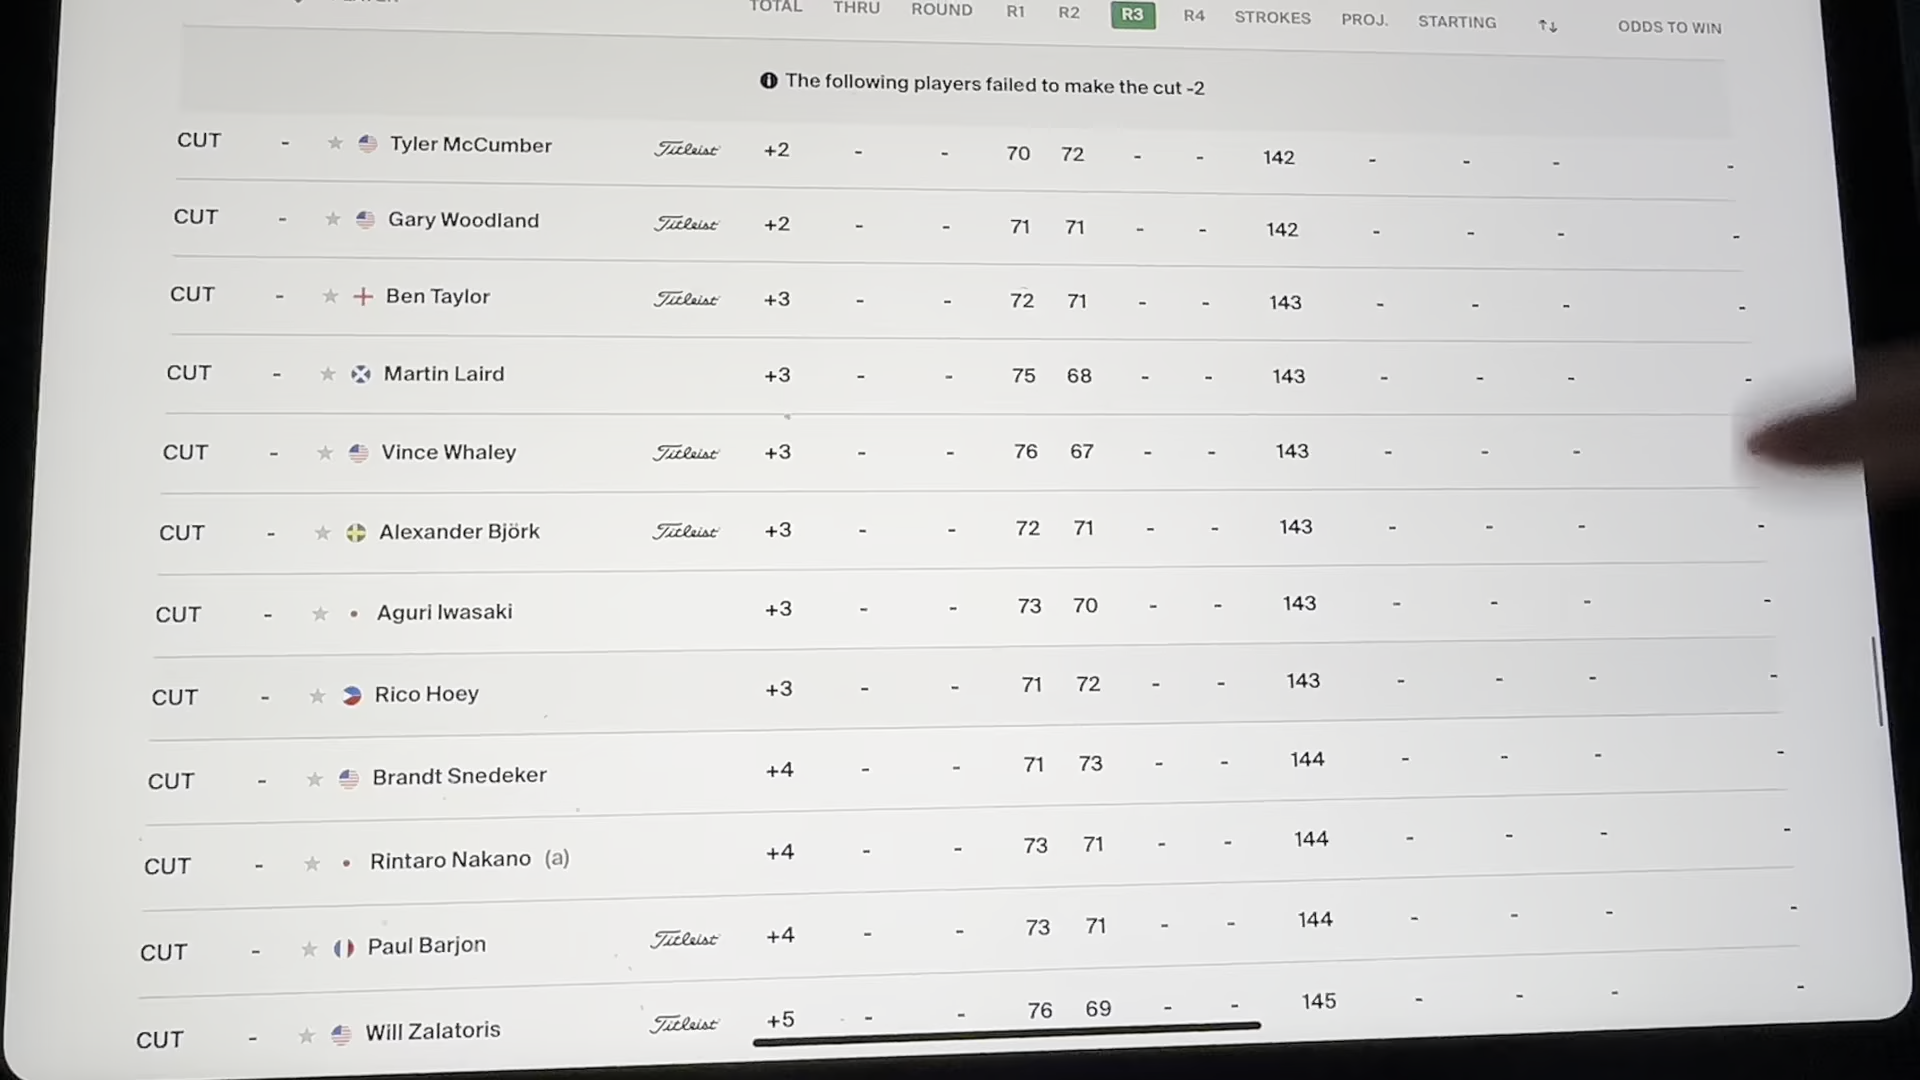 TOTAL THRU ROUND R1 R2 R3 R4 STROKES PROJ. STARTING ↑↓ ODDS TO WIN
The following players failed to make the cut -2
CUT - Tyler McCumber Titleist +2 - - 70 72 - - 142 - - - -
CUT - Gary Woodland Titleist +2 - - 71 71 - - 142 - - - -
CUT - Ben Taylor Titleist +3 - - 72 71 - - 143 - - - -
CUT - Martin Laird +3 - - 75 68 - - 143 - - - -
CUT - Vince Whaley Titleist +3 - - 76 67 - - 143 - - -
CUT - Alexander Björk Titleist +3 - - 72 71 - - 143 - - - -
CUT - Aguri Iwasaki +3 - - 73 70 - - 143 - - - -
CUT - Rico Hoey +3 - - 71 72 - - 143 - - - -
CUT - Brandt Snedeker +4 - - 71 73 - - 144 - - - -
CUT - Rintaro Nakano (a) +4 - - 73 71 - - 144 - - - -
CUT - Paul Barjon Titleist +4 - - 73 71 - - 144 - - - -
CUT - Will Zalatoris Titleist +5 - - 76 69 - - 145 - - - -